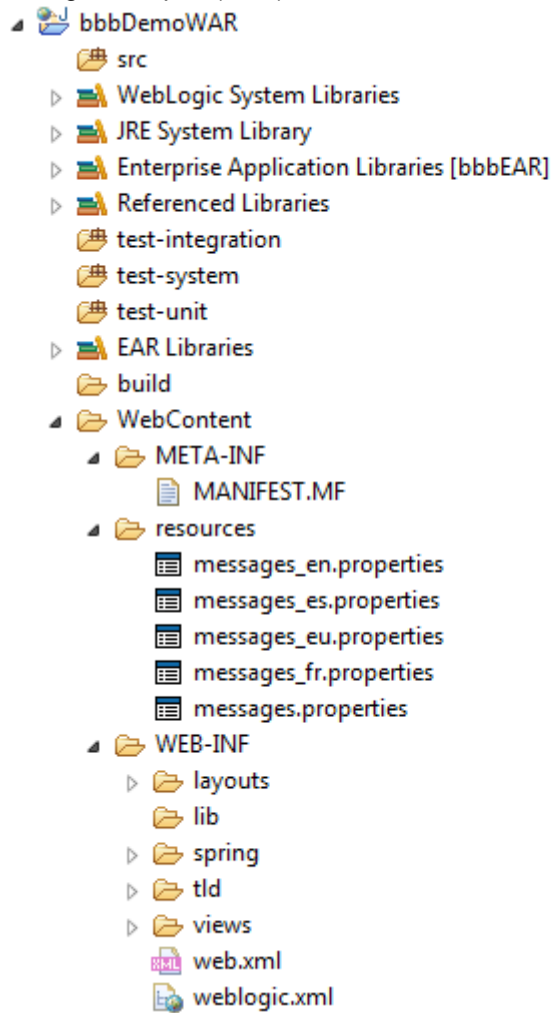 bbbDemoWAR
src
WebLogic System Libraries
JRE System Library
Enterprise Application Libraries [bbbEAR]
Referenced Libraries
test-integration
test-system
test-unit
EAR Libraries
build
WebContent
META-INF
MANIFEST.MF
resources
messages_en.properties
messages_es.properties
messages_eu.properties
messages_fr.properties
messages.properties
WEB-INF
layouts
lib
spring
tld
views
web.xml
weblogic.xml